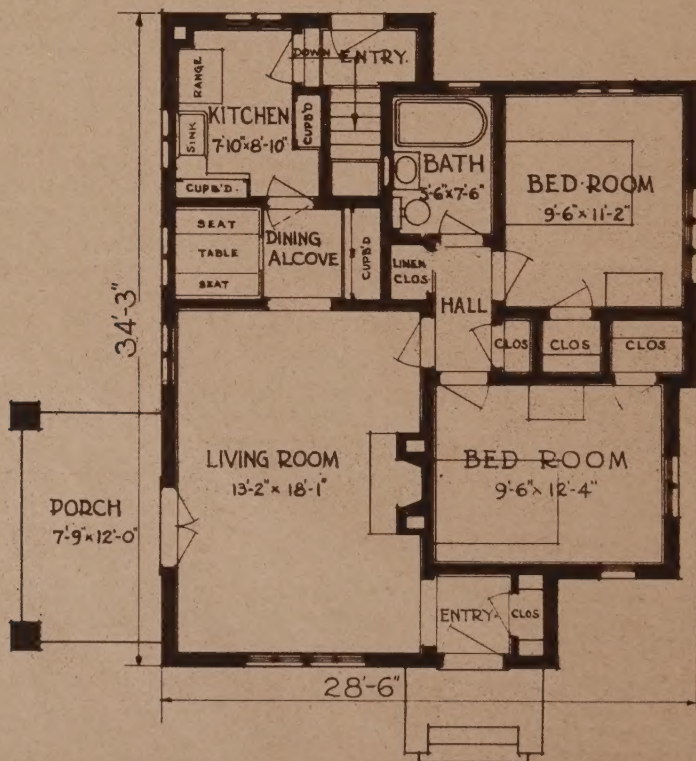 DOWN
ENTRY.
RANGE
KITCHEN
7'-10"x8'-10"
SINK
CUPB'D
CUPB'D.
BATH
5'-6"x7'-6"
BED ROOM
9'-6"x11'-2"
SEAT
TABLE
SEAT
DINING
ALCOVE
CUPB'D
LINEN
CLOS
HALL
CLOS
CLOS
CLOS
34'-3"
LIVING ROOM
13'-2"x18'-1"
BED ROOM
9'-6"x12'-4"
PORCH
7'-9"x12'-0"
ENTRY.
CLOS
28'-6"